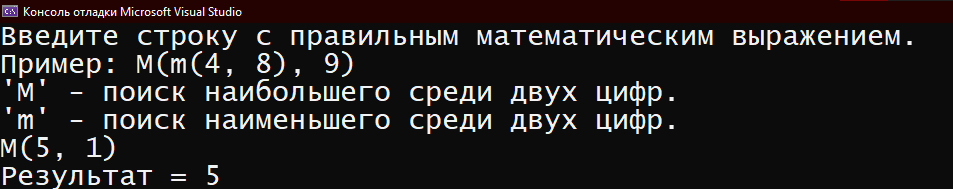 Консоль отладки Microsoft Visual Studio
Введите строку с правильным математическим выражением.
Пример: M(m(4, 8), 9)
'M' - поиск наибольшего среди двух цифр.
'm' - поиск наименьшего среди двух цифр.
M(5, 1)
Результат = 5